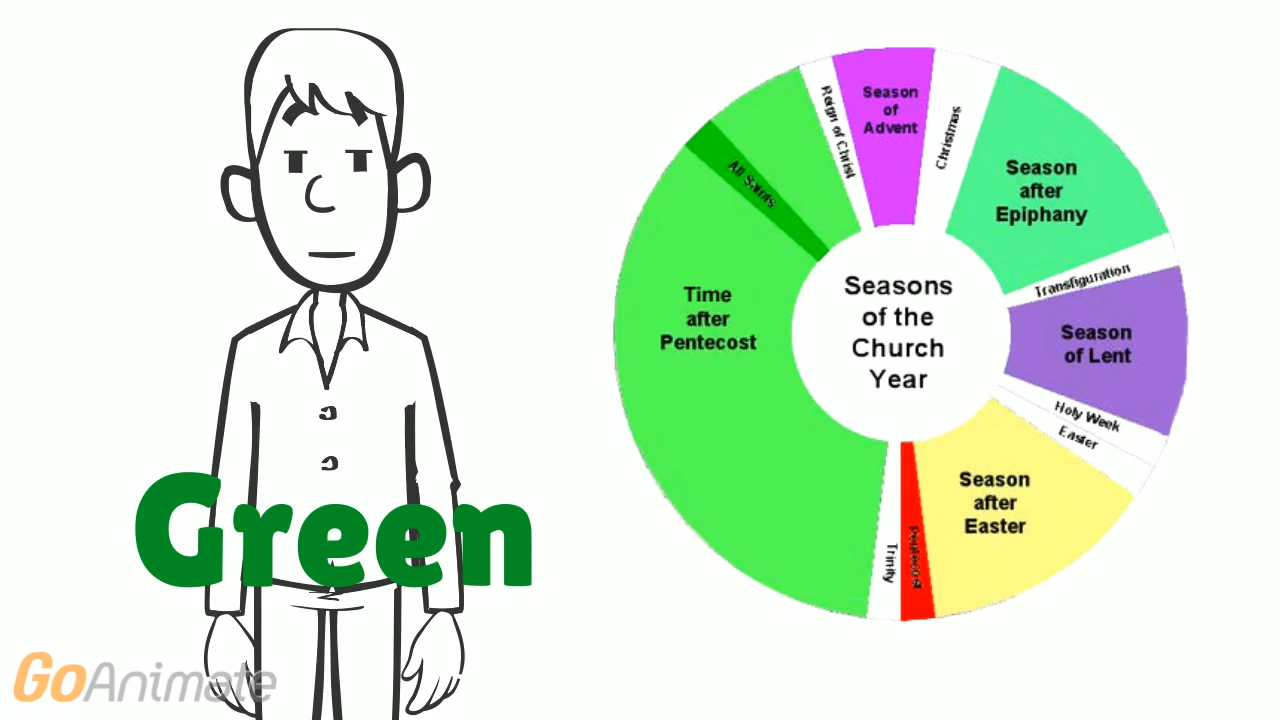 Green
GoAnimate
Seasons
of the
Church
Year
Season
of
Advent
Christmas
Season
after
Epiphany
Transfiguration
Season
of Lent
Holy Week
Easter
Season
after
Easter
Pentecost
Trinity
Time
after
Pentecost
All Saints
Reign of Christ